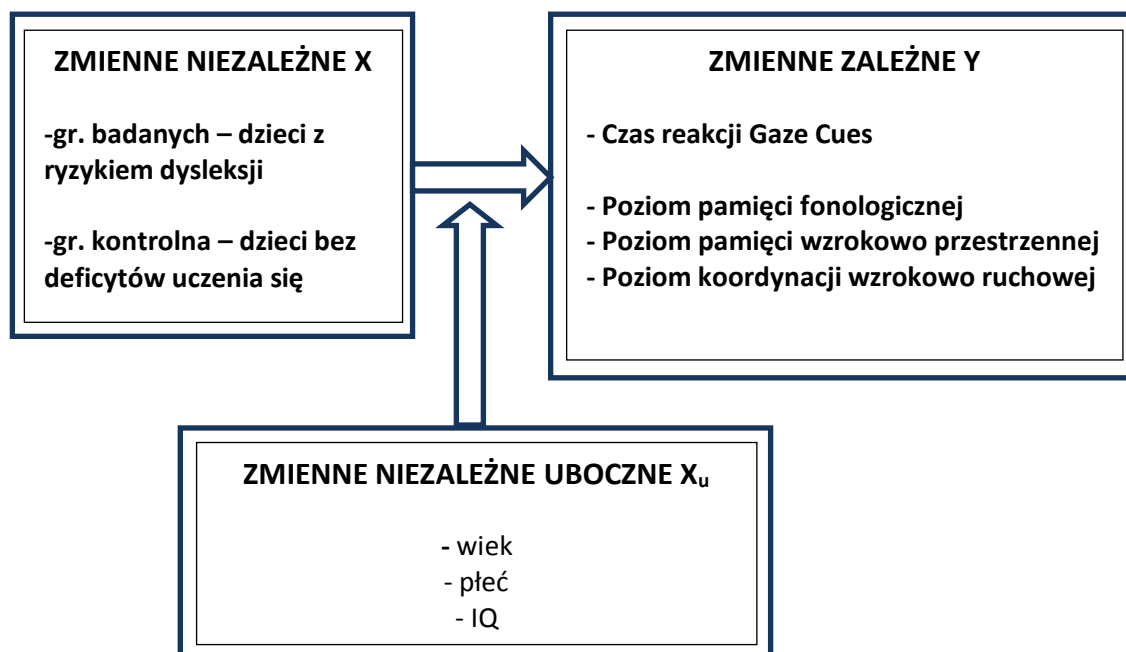 ZMIENNE NIEZALEŻNE X
-gr. badanych – dzieci z
ryzykiem dysleksji
-gr. kontrolna – dzieci bez
deficytów uczenia się
ZMIENNE ZALEŻNE Y
- Czas reakcji Gaze Cues
- Poziom pamięci fonologicznej
- Poziom pamięci wzrokowo przestrzennej
- Poziom koordynacji wzrokowo ruchowej
ZMIENNE NIEZALEŻNE UBOCZNE Xu
- wiek
- płeć
- IQ